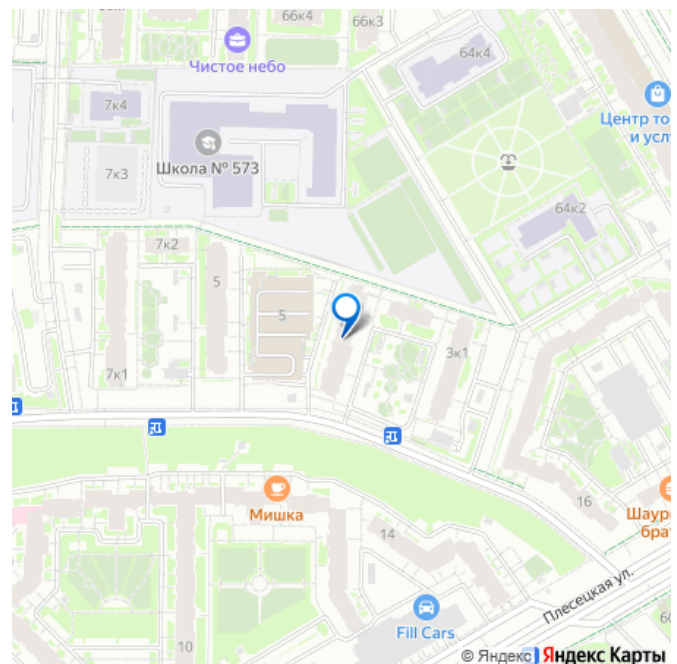 66к4
66к3
64к4
Чистое небо
7к4
Центр то
и усл
Школа № 573
7к3
64к2
7к2
5
5
3к1
7к1
Мишка
16
Шаур
брат
14
Плесецкая ул.
10
Fill Cars
© Яндекс Яндекс Карты